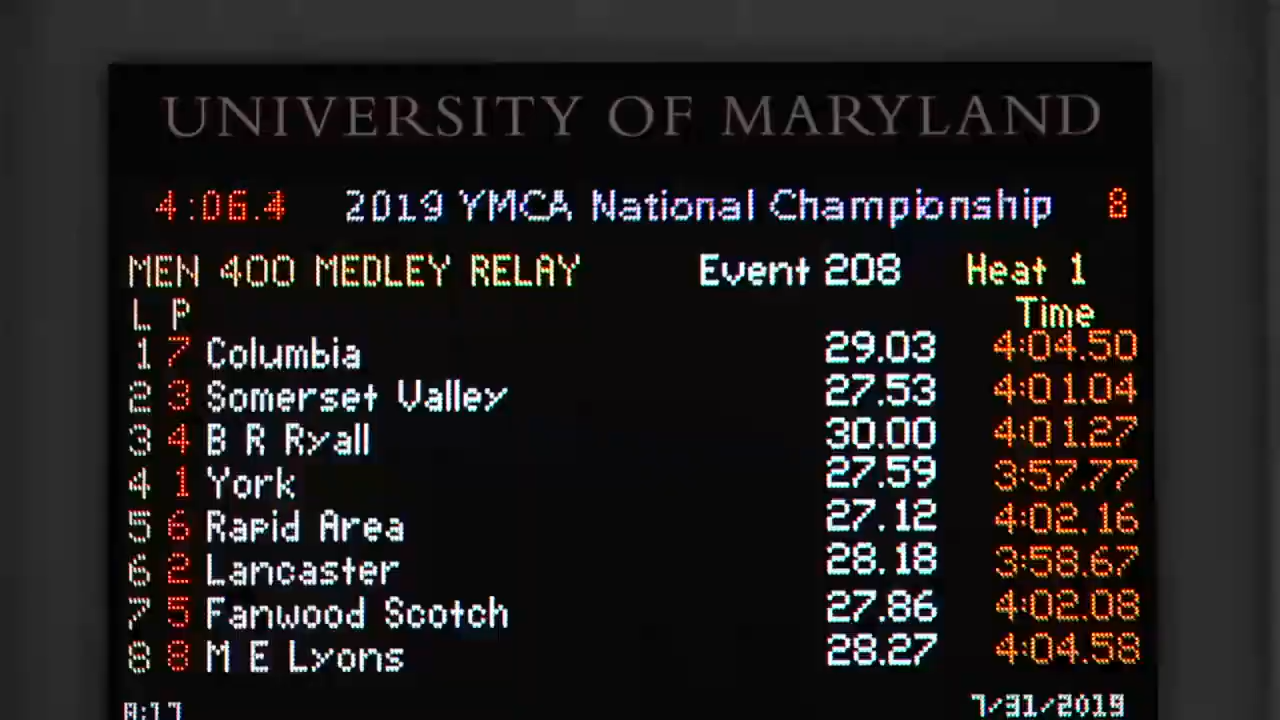 UNIVERSITY OF MARYLAND
4:06.4 2019 YMCA National Championship 8
MEN 400 MEDLEY RELAY Event 208 Heat 1
L P Time
1 7 Columbia 29.03 4:04.50
2 3 Somerset Valley 27.53 4:01.04
3 4 B R Ryall 30.00 4:01.27
4 1 York 27.59 3:57.77
5 6 Rapid Area 27.12 4:02.16
6 2 Lancaster 28.18 3:58.67
7 5 Fanwood Scotch 27.86 4:02.08
8 8 M E Lyons 28.27 4:04.58
7/31/2019